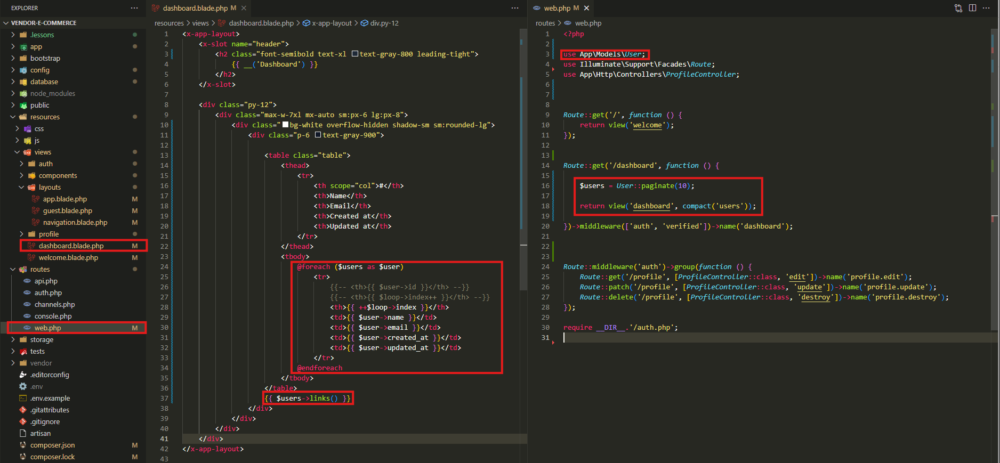 EXPLORER
VENDOR-E-COMMERCE
.lessons
app
bootstrap
config
database
node_modules
public
resources
css
js
views
auth
components
layouts
app.blade.php M
guest.blade.php M
navigation.blade.php M
profile
dashboard.blade.php M
welcome.blade.php M
routes
api.php
auth.php
channels.php
console.php
web.php M
storage
tests
vendor
.editorconfig
.env
.env.example
.gitattributes
.gitignore
artisan
composer.json M
composer.lock M
dashboard.blade.php M
resources > views > dashboard.blade.php > x-app-layout > div.py-12
1 <x-app-layout>
2 <x-slot name="header">
3 <h2 class="font-semibold text-xl text-gray-800 leading-tight">
4 {{ __('Dashboard') }}
5 </h2>
6 </x-slot>
7
8 <div class="py-12">
9 <div class="max-w-7xl mx-auto sm:px-6 lg:px-8">
10 <div class="bg-white overflow-hidden shadow-sm sm:rounded-lg">
11 <div class="p-6 text-gray-900">
12
13 <table class="table">
14 <thead>
15 <tr>
16 <th scope="col">#</th>
17 <th>Name</th>
18 <th>Email</th>
19 <th>Created at</th>
20 <th>Updated at</th>
21 </tr>
22 </thead>
23 <tbody>
24 @foreach ($users as $user)
25 <tr>
26 {{-- <th>{{ $user->id }}</th> --}}
27 {{-- <th>{{ $loop->index++ }}</th> --}}
28 <th>{{ ++$loop->index }}</th>
29 <td>{{ $user->name }}</td>
30 <td>{{ $user->email }}</td>
31 <td>{{ $user->created_at }}</td>
32 <td>{{ $user->updated_at }}</td>
33 </tr>
34 @endforeach
35 </tbody>
36 </table>
37 {{ $users->links() }}
38 </div>
39 </div>
40 </div>
41 </div>
42 </x-app-layout>
43
web.php M
routes > web.php
1 <?php
2
3 use App\Models\User;
4 use Illuminate\Support\Facades\Route;
5 use App\Http\Controllers\ProfileController;
6
7
8
9 Route::get('/', function () {
10 return view('welcome');
11 });
12
13
14 Route::get('/dashboard', function () {
15
16 $users = User::paginate(10);
17
18 return view('dashboard', compact('users'));
19
20 })->middleware(['auth', 'verified'])->name('dashboard');
21
22
23
24 Route::middleware('auth')->group(function () {
25 Route::get('/profile', [ProfileController::class, 'edit'])->name('profile.edit');
26 Route::patch('/profile', [ProfileController::class, 'update'])->name('profile.update');
27 Route::delete('/profile', [ProfileController::class, 'destroy'])->name('profile.destroy');
28 });
29
30 require __DIR__.'/auth.php';
31